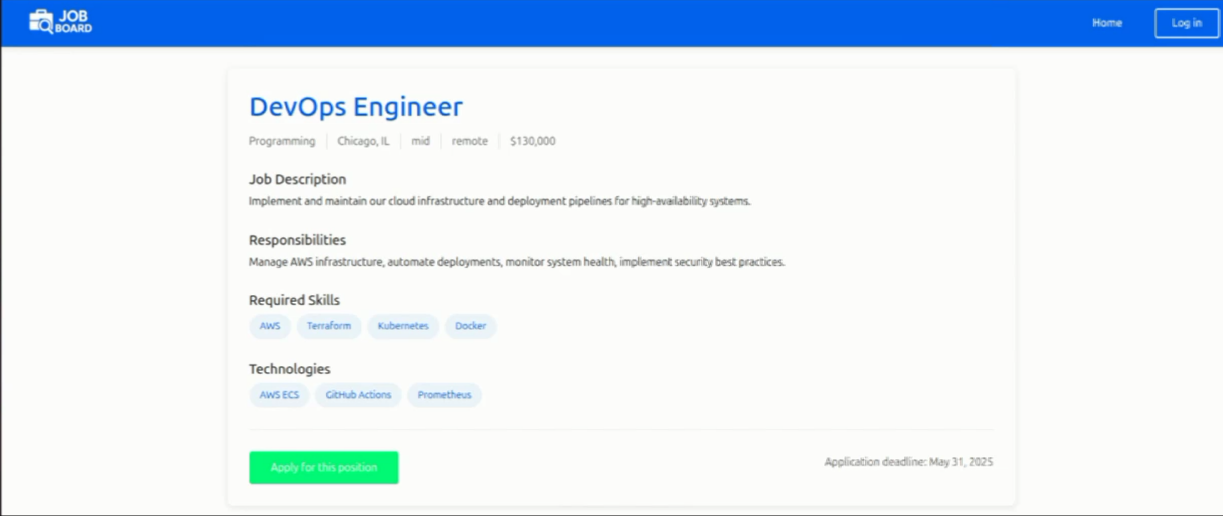 JOB
BOARD
Home
Log in
DevOps Engineer
Programming
Chicago, IL
mid
remote
$130,000
Job Description
Implement and maintain our cloud infrastructure and deployment pipelines for high-availability systems.
Responsibilities
Manage AWS infrastructure, automate deployments, monitor system health, implement security best practices.
Required Skills
AWS
Terraform
Kubernetes
Docker
Technologies
AWS ECS
GitHub Actions
Prometheus
Apply for this position
Application deadline: May 31, 2025